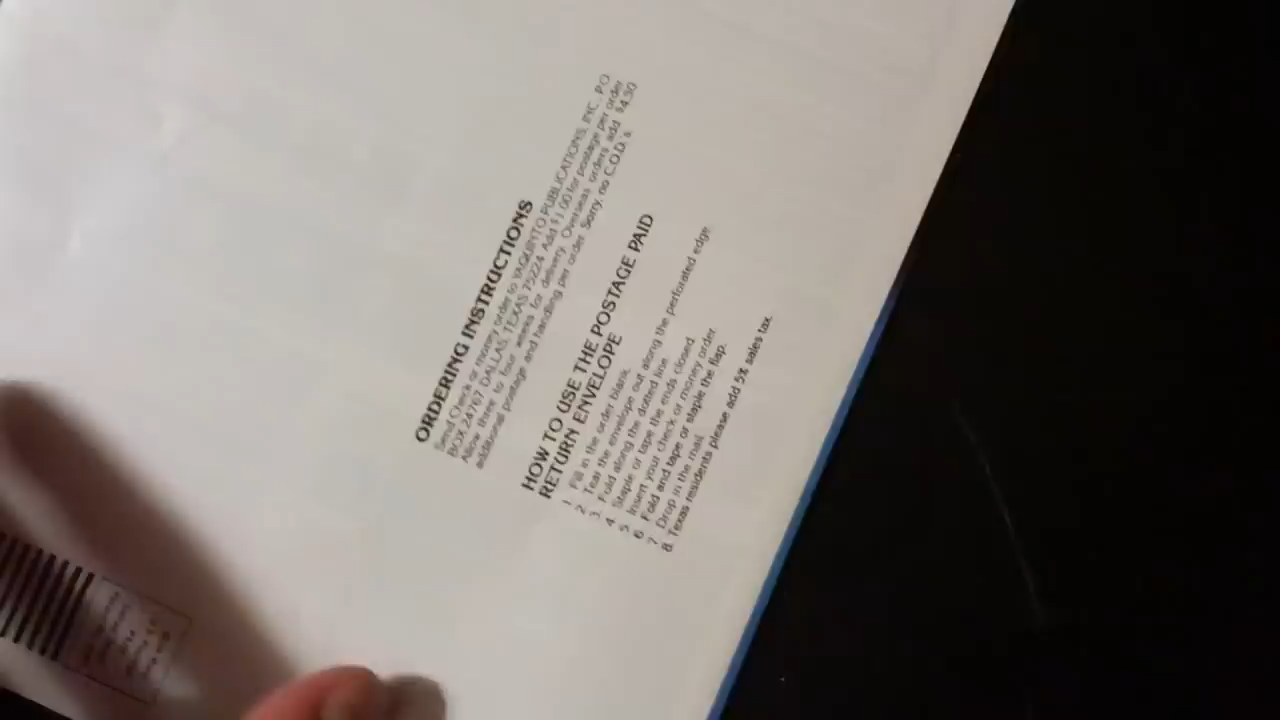 ORDERING INSTRUCTIONS
Send Check or money order to YAQUINTO PUBLICATIONS, INC., P.O.
BOX 24767 DALLAS, TEXAS 75224. Add $1.00 for postage per order.
Allow three to four weeks for delivery. Overseas orders add $4.50
additional postage and handling per order. Sorry, no C.O.D.'s.
HOW TO USE THE POSTAGE PAID
RETURN ENVELOPE
1. Fill in the order blank.
2. Tear the envelope out along the perforated edge.
3. Fold along the dotted line.
4. Staple or tape the ends closed.
5. Insert your check or money order.
6. Fold and tape or staple the flap.
7. Drop in the mail.
8. Texas residents please add 5% sales tax.